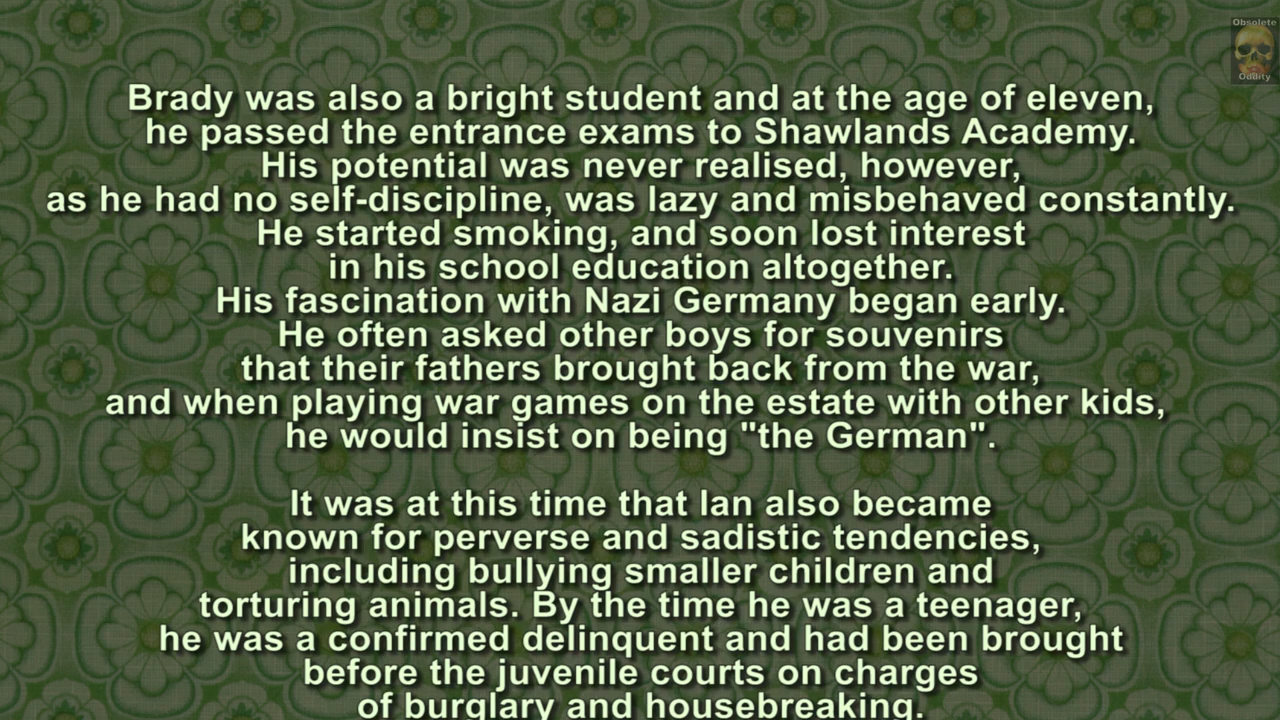 Obsolete
Oddity
Brady was also a bright student and at the age of eleven,
he passed the entrance exams to Shawlands Academy.
His potential was never realised, however,
as he had no self-discipline, was lazy and misbehaved constantly.
He started smoking, and soon lost interest
in his school education altogether.
His fascination with Nazi Germany began early.
He often asked other boys for souvenirs
that their fathers brought back from the war,
and when playing war games on the estate with other kids,
he would insist on being "the German".
It was at this time that Ian also became
known for perverse and sadistic tendencies,
including bullying smaller children and
torturing animals. By the time he was a teenager,
he was a confirmed delinquent and had been brought
before the juvenile courts on charges
of burglary and housebreaking.